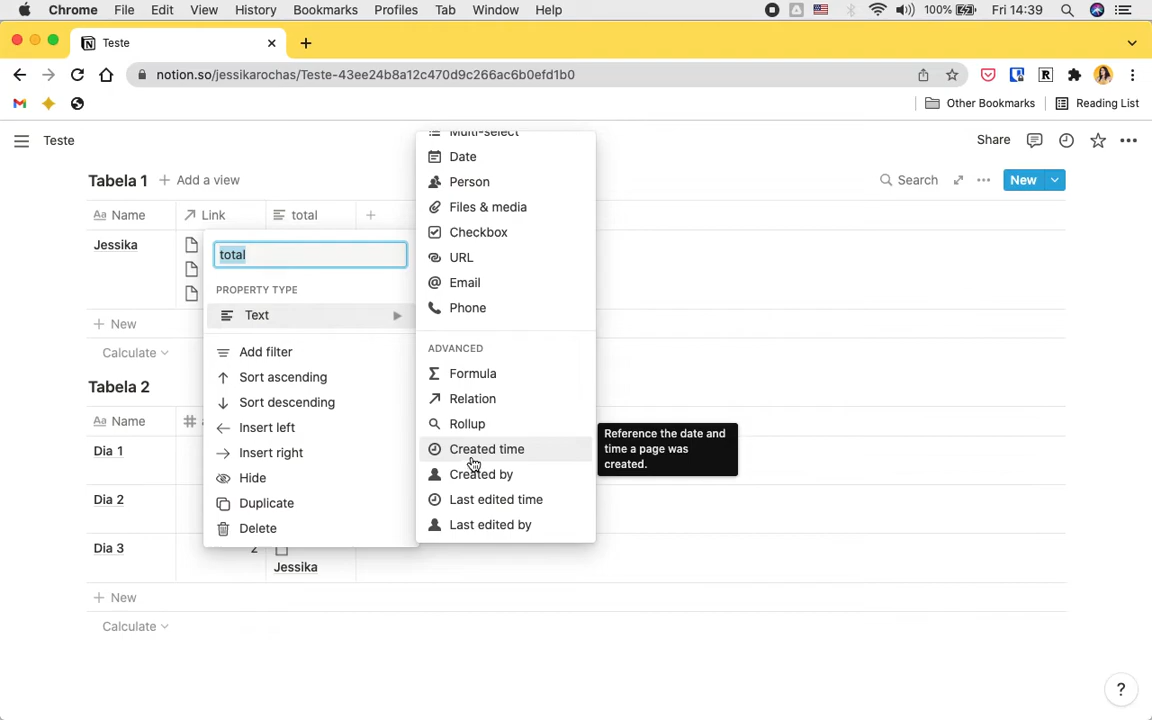 Chrome File Edit View History Bookmarks Profiles Tab Window Help 100% Fri 14:39
Teste
notion.so/jessikarochas/Teste-43ee24b8a12c470d9c266ac6b0efd1b0
Other Bookmarks Reading List
Teste Share
Tabela 1 + Add a view Search New
Aa Name Link total +
Jessika
+ New
Calculate
Tabela 2
Aa Name #
Dia 1
Dia 2
Dia 3 2
Jessika
+ New
Calculate
total
PROPERTY TYPE
Text
Add filter
Sort ascending
Sort descending
Insert left
Insert right
Hide
Duplicate
Delete
Multi-select
Date
Person
Files & media
Checkbox
URL
@ Email
Phone
ADVANCED
Σ Formula
Relation
Rollup
Created time
Created by
Last edited time
Last edited by
Reference the date and
time a page was
created.
?